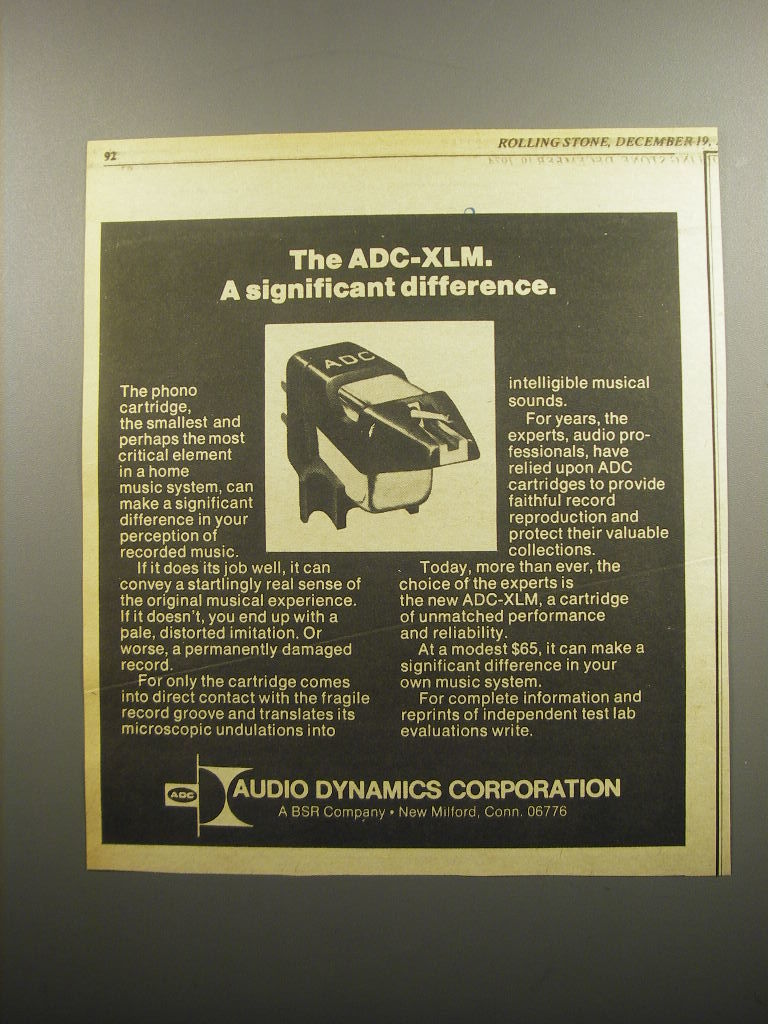 92
ROLLING STONE, DECEMBER 19,
The ADC-XLM.
A significant difference.
ADC
The phono
cartridge,
the smallest and
perhaps the most
critical element
in a home
music system, can
make a significant
difference in your
perception of
recorded music.
If it does its job well, it can
convey a startlingly real sense of
the original musical experience.
If it doesn't, you end up with a
pale, distorted imitation. Or
worse, a permanently damaged
record.
For only the cartridge comes
into direct contact with the fragile
record groove and translates its
microscopic undulations into
intelligible musical
sounds.
For years, the
experts, audio pro-
fessionals, have
relied upon ADC
cartridges to provide
faithful record
reproduction and
protect their valuable
collections.
Today, more than ever, the
choice of the experts is
the new ADC-XLM, a cartridge
of unmatched performance
and reliability.
At a modest $65, it can make a
significant difference in your
own music system.
For complete information and
reprints of independent test lab
evaluations write.
ADC
AUDIO DYNAMICS CORPORATION
A BSR Company • New Milford, Conn. 06776